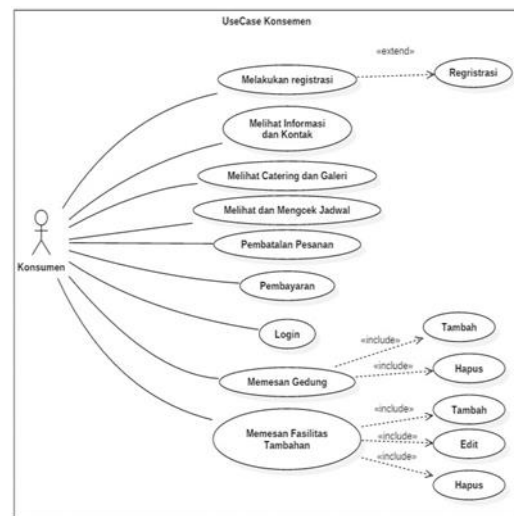 UseCase Konsemen
«extend»
Melakukan registrasi
Regristrasi
Melihat Informasi
dan Kontak
Melihat Catering dan Galeri
Melihat dan Mengcek Jadwal
Konsumen
Pembatalan Pesanan
Pembayaran
Login
Tambah
«include»
Memesan Gedung
«include»
Hapus
Memesan Fasilitas
Tambahan
«include»
Tambah
«include»
Edit
«include»
Hapus